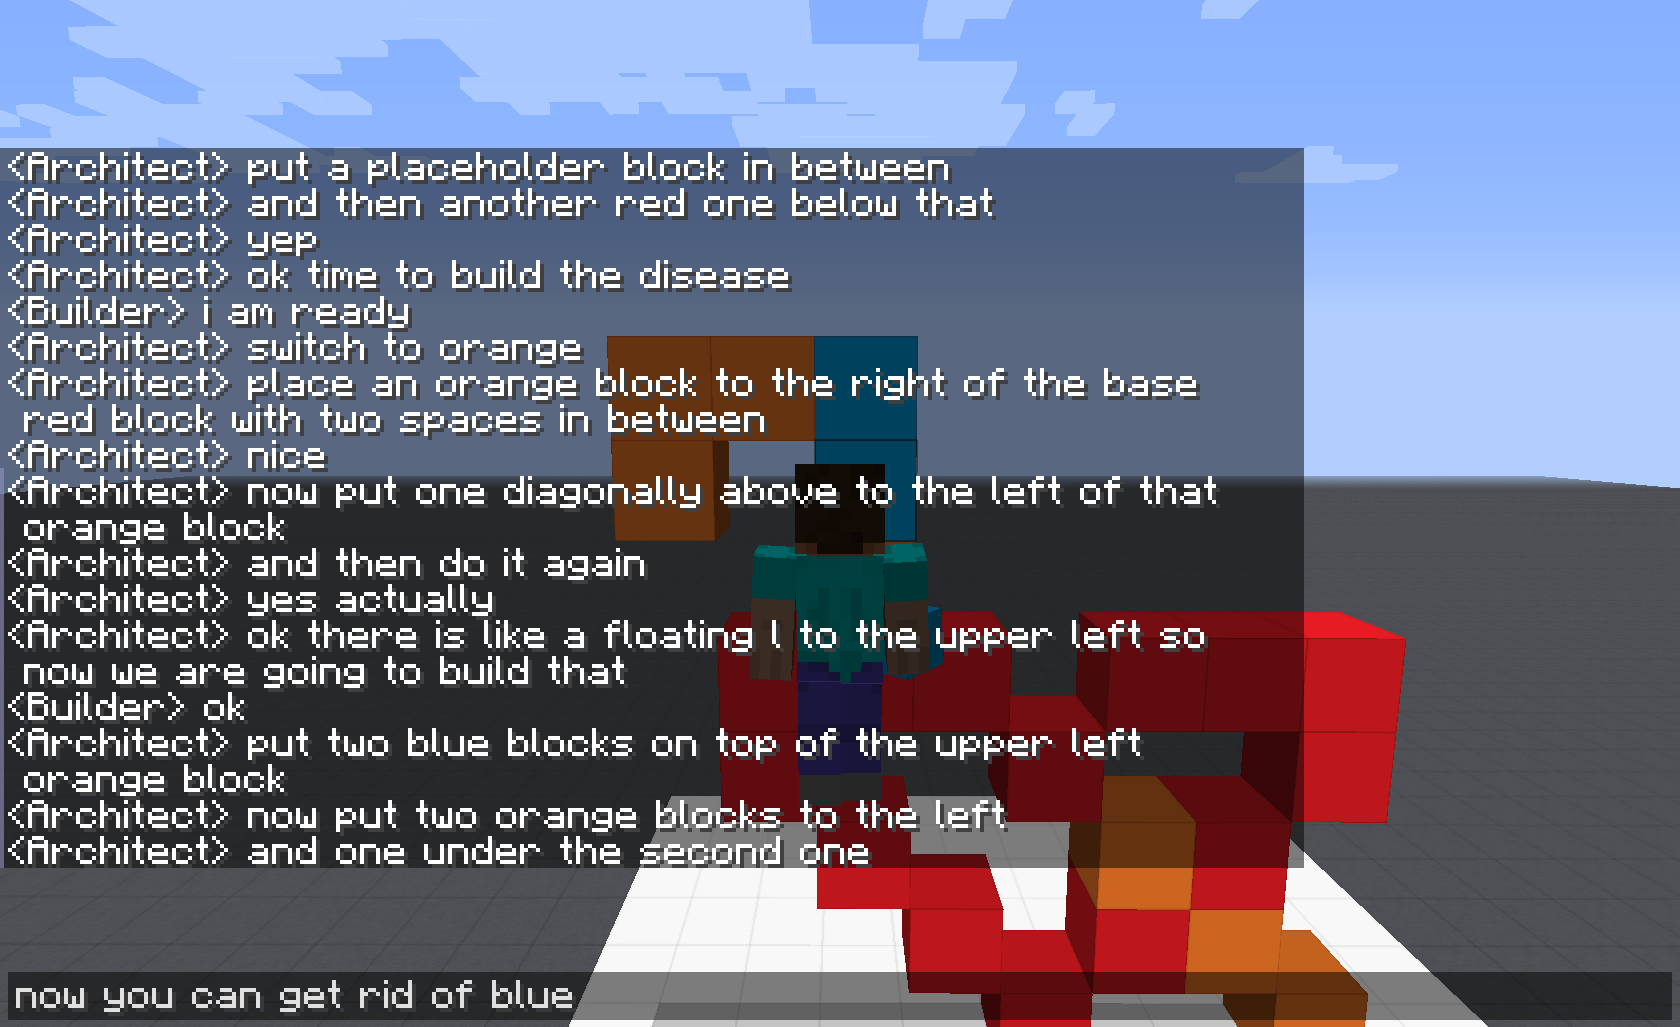 <Architect> put a placeholder block in between
<Architect> and then another red one below that
<Architect> yep
<Architect> ok time to build the disease
<Builder> i am ready
<Architect> switch to orange
<Architect> place an orange block to the right of the base
red block with two spaces in between
<Architect> nice
<Architect> now put one diagonally above to the left of that
orange block
<Architect> and then do it again
<Architect> yes actually
<Architect> ok there is like a floating l to the upper left so
now we are going to build that
<Builder> ok
<Architect> put two blue blocks on top of the upper left
orange block
<Architect> now put two orange blocks to the left
<Architect> and one under the second one
now you can get rid of blue